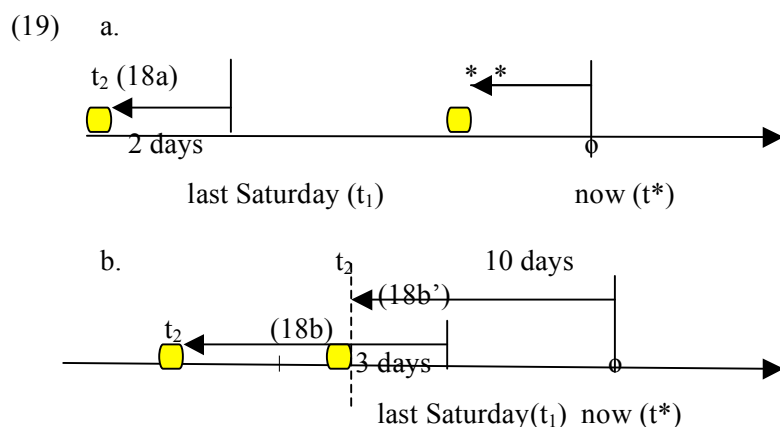 (19) a.
t₂ (18a) * *
2 days o
last Saturday (t₁) now (t*)
b. t₂ 10 days
(18b')
t₂ (18b)
3 days o
last Saturday(t₁) now (t*)